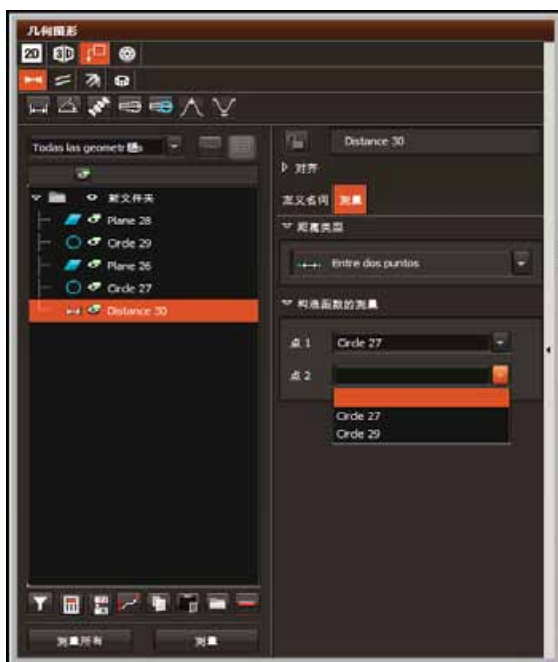 几何图形
2D 3D
Todas las geometr
Distance 30
对齐
定义名词 测量
新文件夹
Plane 28
Circle 29
Plane 26
Circle 27
Distance 30
距离类型
Entre dos puntos
构造函数的测量
点 1 Circle 27
点 2
Circle 27
Circle 29
测量所有 测量